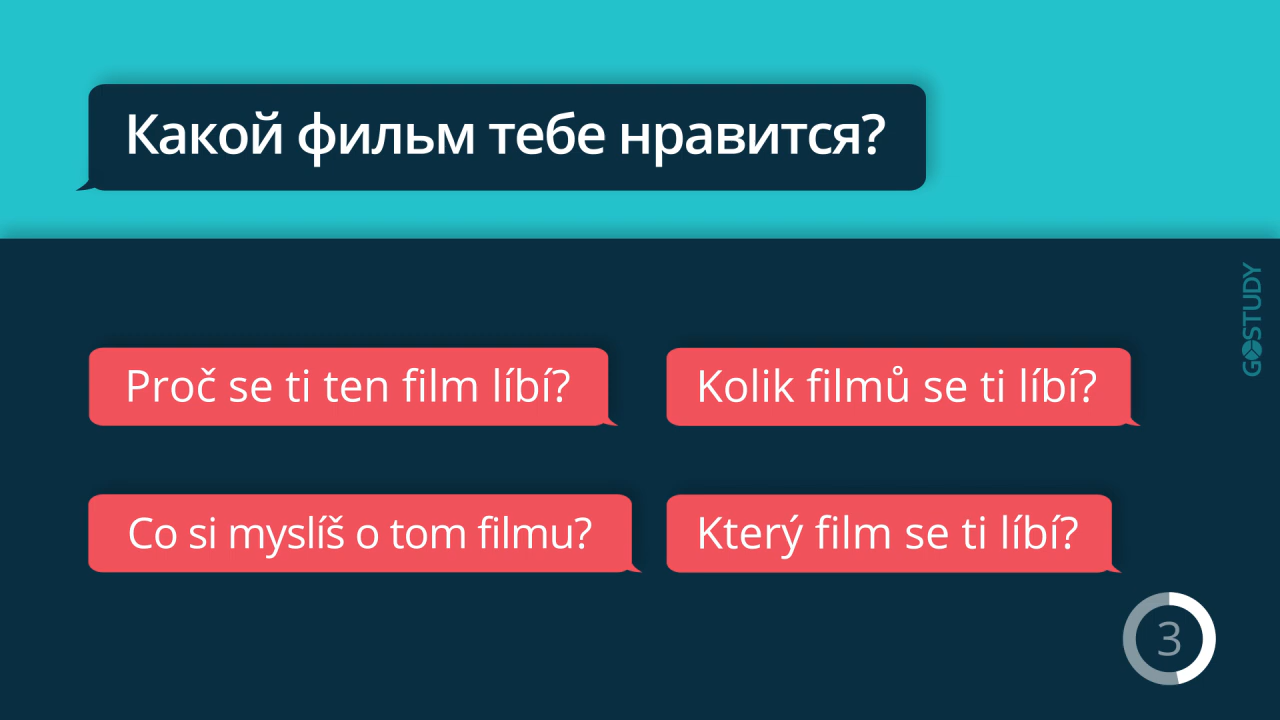 Какой фильм тебе нравится?
Proč se ti ten film líbí?
Kolik filmů se ti líbí?
Co si myslíš o tom filmu?
Který film se ti líbí?
3
GOSTUDY